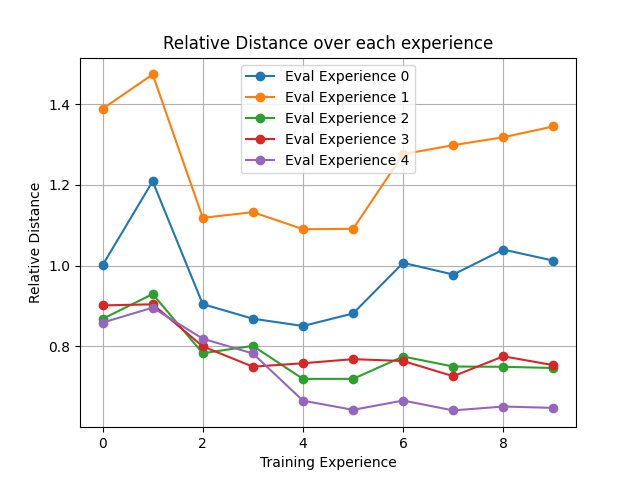 Relative Distance over each experience
Eval Experience 0
Eval Experience 1
Eval Experience 2
Eval Experience 3
Eval Experience 4
1.4
1.2
1.0
0.8
Relative Distance
0 2 4 6 8
Training Experience